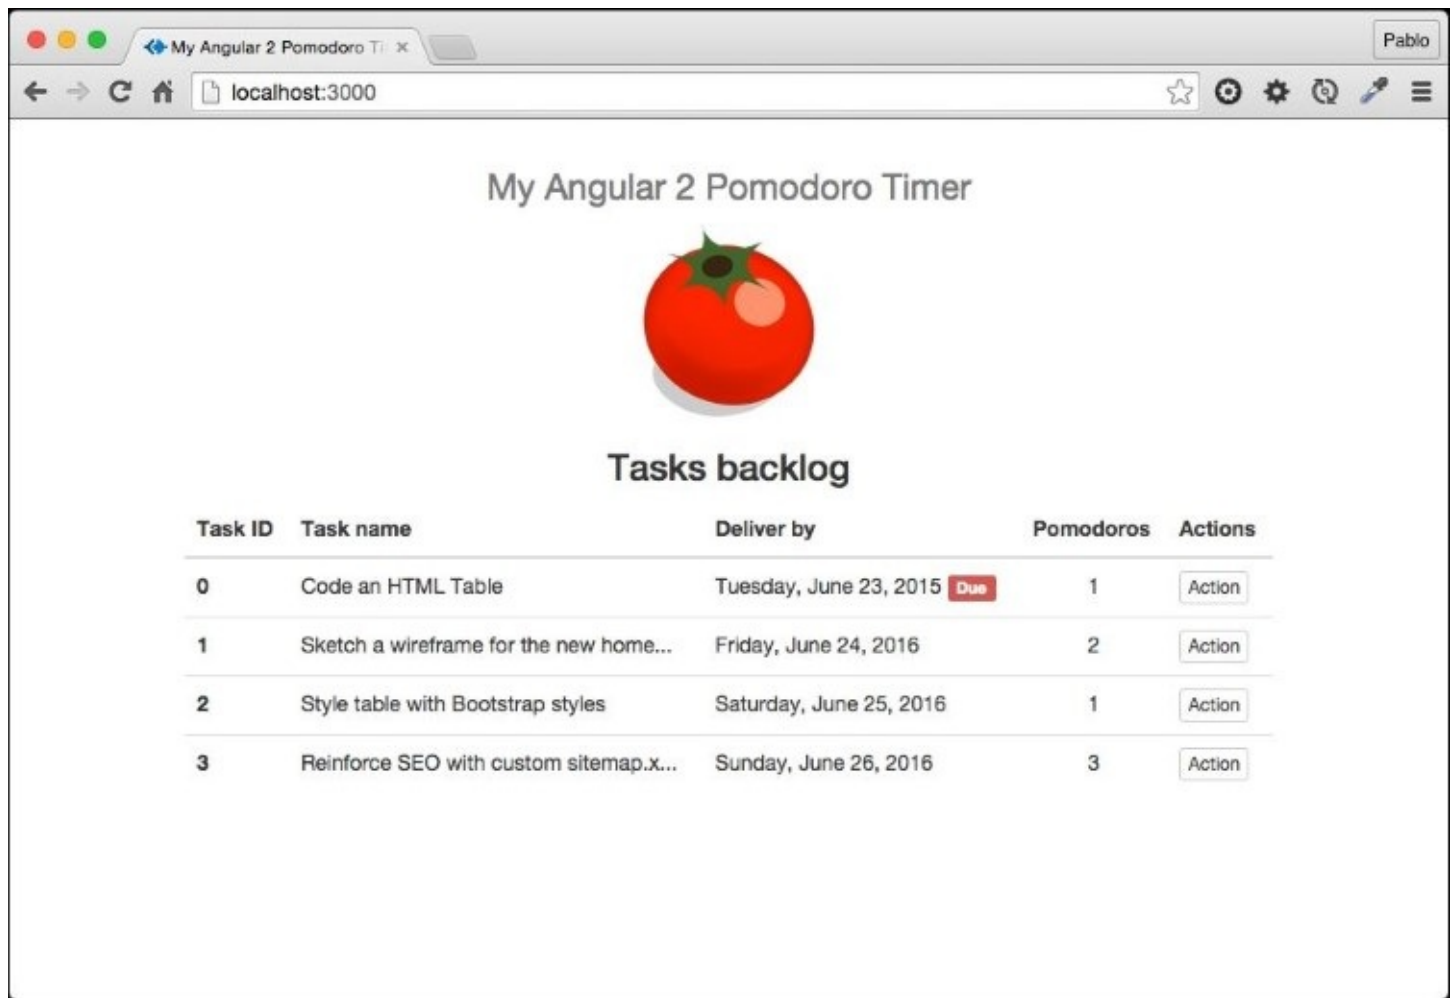 My Angular 2 Pomodoro Ti
Pablo
localhost:3000
My Angular 2 Pomodoro Timer
Tasks backlog
Task ID Task name Deliver by Pomodoros Actions
0 Code an HTML Table Tuesday, June 23, 2015 Due 1 Action
1 Sketch a wireframe for the new home... Friday, June 24, 2016 2 Action
2 Style table with Bootstrap styles Saturday, June 25, 2016 1 Action
3 Reinforce SEO with custom sitemap.x... Sunday, June 26, 2016 3 Action